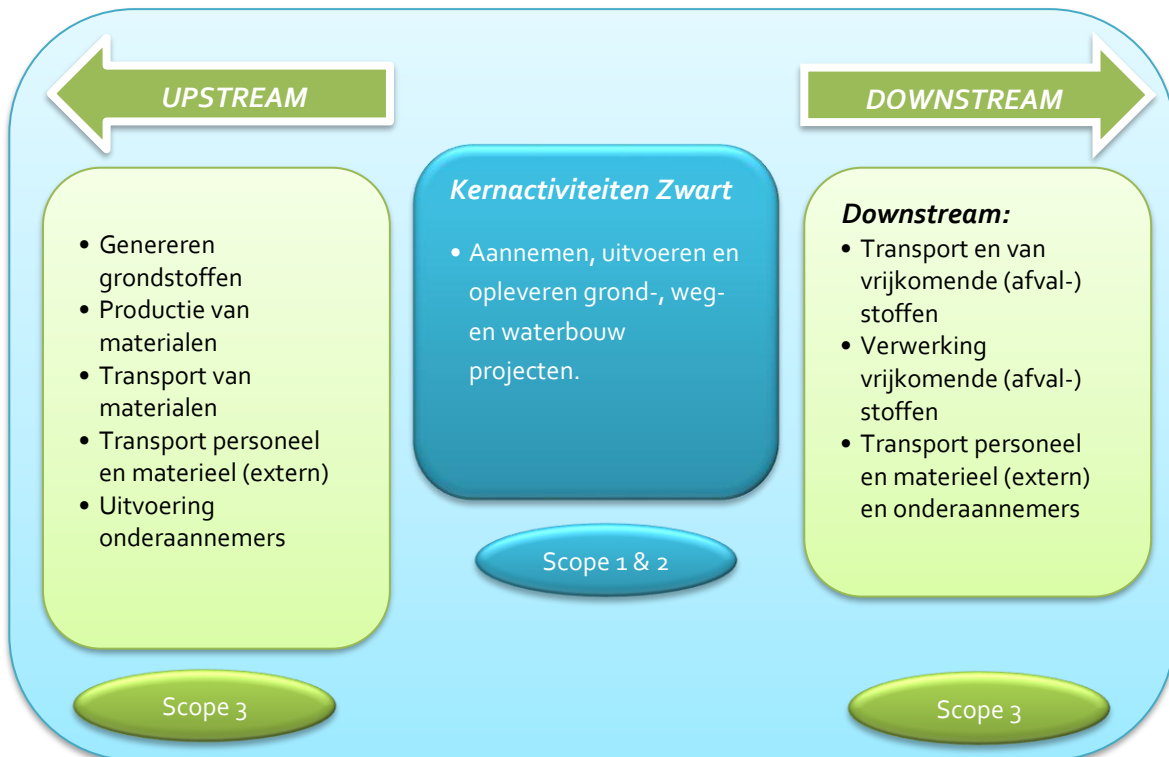 UPSTREAM
• Genereren
grondstoffen
• Productie van
materialen
• Transport van
materialen
• Transport personeel
en materieel (extern)
• Uitvoering
onderaannemers
Scope 3
Kernactiviteiten Zwart
• Aannemen, uitvoeren en
opleveren grond-, weg-
en waterbouw
projecten.
Scope 1 & 2
DOWNSTREAM
Downstream:
• Transport en van
vrijkomende (afval-)
stoffen
• Verwerking
vrijkomende (afval-)
stoffen
• Transport personeel
en materieel (extern)
en onderaannemers
Scope 3